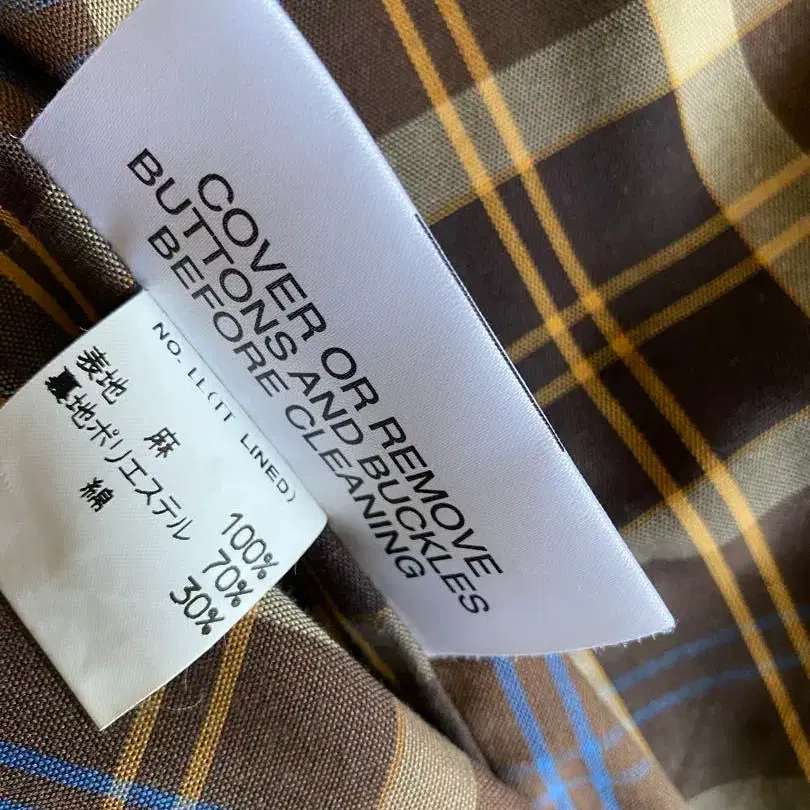 COVER OR REMOVE
BUTTONS AND BUCKLES
BEFORE CLEANING
NO. LL(IT LINED)
表地 麻 100%
裏地ポリエステル 70%
綿 30%